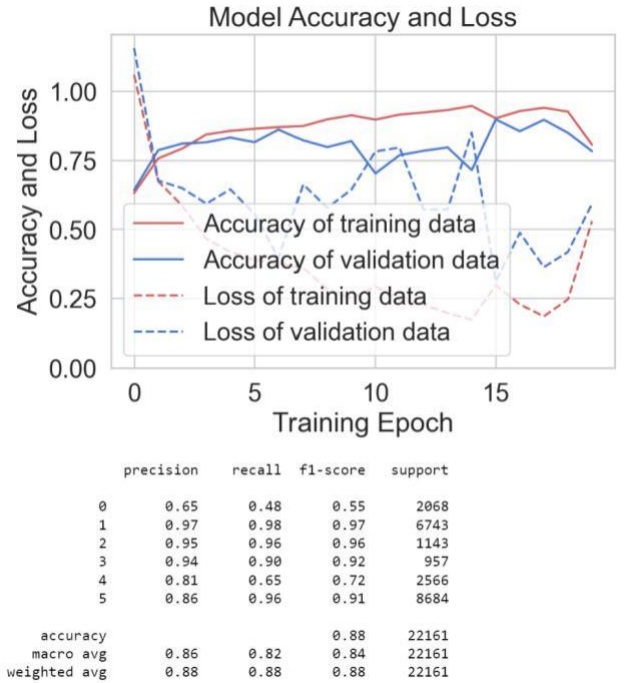 Model Accuracy and Loss
1.00
0.75
0.50
0.25
0.00
Accuracy and Loss
Accuracy of training data
Accuracy of validation data
Loss of training data
Loss of validation data
0 5 10 15
Training Epoch
precision recall f1-score support
0 0.65 0.48 0.55 2068
1 0.97 0.98 0.97 6743
2 0.95 0.96 0.96 1143
3 0.94 0.90 0.92 957
4 0.81 0.65 0.72 2566
5 0.86 0.96 0.91 8684
accuracy 0.88 22161
macro avg 0.86 0.82 0.84 22161
weighted avg 0.88 0.88 0.88 22161